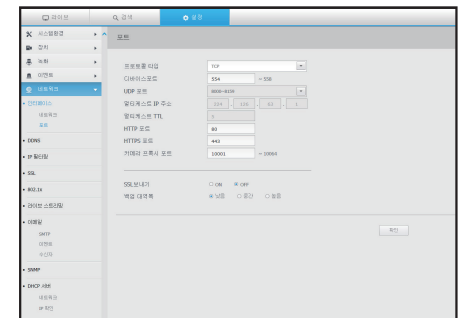 라이브
검색
설정
시스템환경
장치
녹화
이벤트
네트워크
인터페이스
네트워크
포트
DDNS
IP 필터링
SSL
802.1x
라이브 스트리밍
이메일
SMTP
이벤트
수신자
SNMP
DHCP 서버
네트워크
IP 확인
포트
프로토콜 타입 TCP
디바이스포트 554 ~ 558
UDP 포트 8000~8159
멀티캐스트 IP 주소
멀티캐스트 TTL 5
HTTP 포트 80
HTTPS 포트 443
카메라 프록시 포트 10001 ~ 10064
SSL보내기 ON OFF
백업 대역폭 낮음 중간 높음
확인